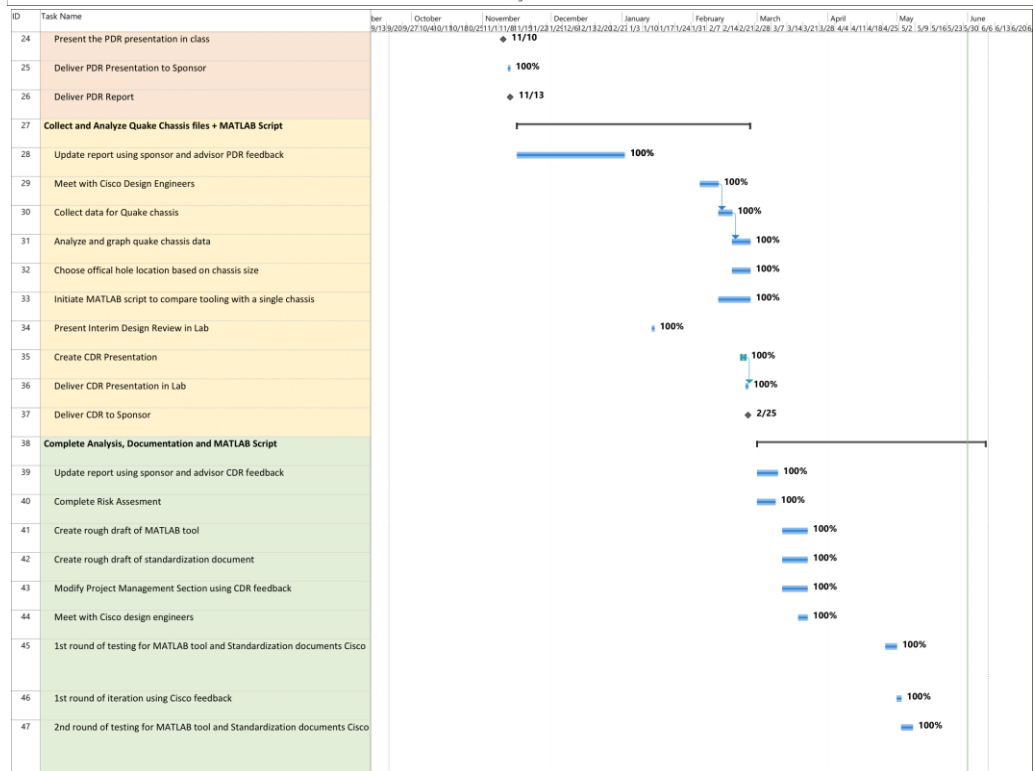 ID Task Name ber October November December January February March April May June
24 Present the PDR presentation in class 11/10
25 Deliver PDR Presentation to Sponsor 100%
26 Deliver PDR Report 11/13
27 Collect and Analyze Quake Chassis files + MATLAB Script
28 Update report using sponsor and advisor PDR feedback 100%
29 Meet with Cisco Design Engineers 100%
30 Collect data for Quake chassis 100%
31 Analyze and graph quake chassis data 100%
32 Choose offical hole location based on chassis size 100%
33 Initiate MATLAB script to compare tooling with a single chassis 100%
34 Present Interim Design Review in Lab 100%
35 Create CDR Presentation 100%
36 Deliver CDR Presentation in Lab 100%
37 Deliver CDR to Sponsor 2/25
38 Complete Analysis, Documentation and MATLAB Script
39 Update report using sponsor and advisor CDR feedback 100%
40 Complete Risk Assesment 100%
41 Create rough draft of MATLAB tool 100%
42 Create rough draft of standardization document 100%
43 Modify Project Management Section using CDR feedback 100%
44 Meet with Cisco design engineers 100%
45 1st round of testing for MATLAB tool and Standardization documents Cisco 100%
46 1st round of iteration using Cisco feedback 100%
47 2nd round of testing for MATLAB tool and Standardization documents Cisco 100%